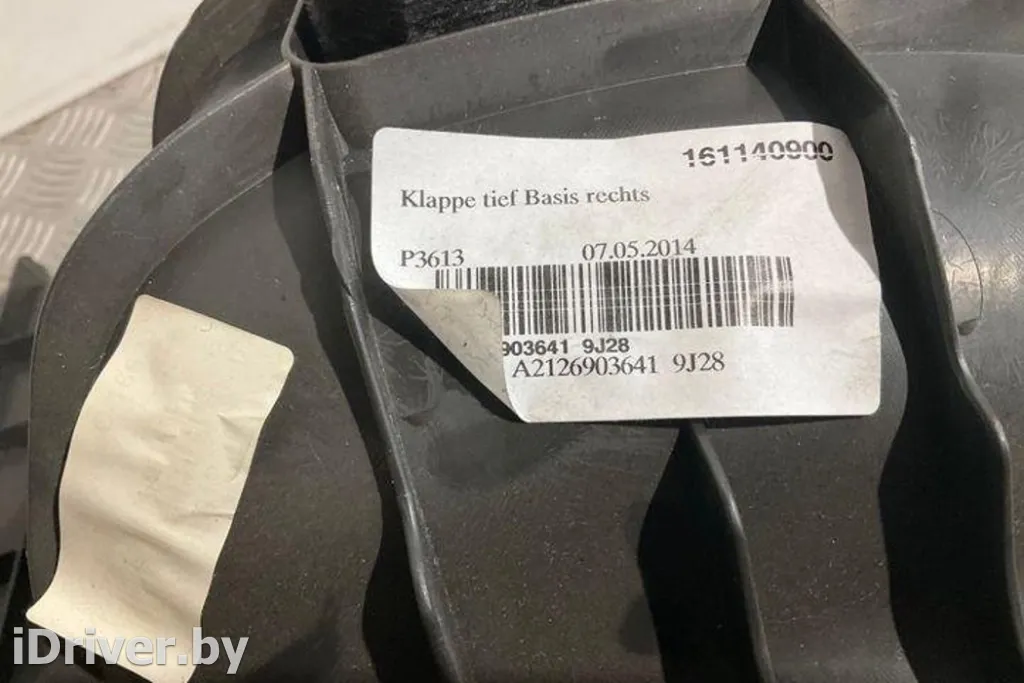 161140900
Klappe tief Basis rechts
P3613 07.05.2014
903641 9J28
A2126903641 9J28
iDriver.by